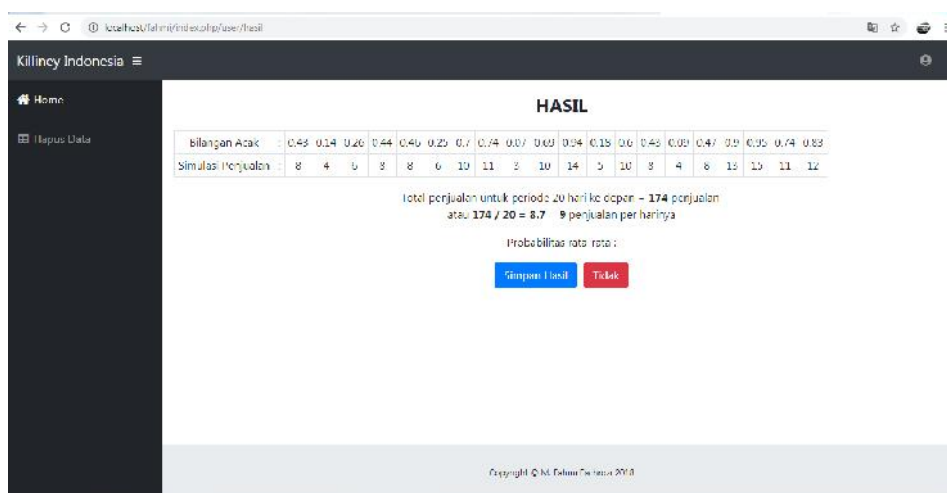 localhost/fahmi/index.php/user/hasil
Killiney Indonesia
Home
Hapus Data
HASIL
Bilangan Acak : 0.43 0.14 0.26 0.44 0.46 0.25 0.7 0.74 0.07 0.69 0.94 0.18 0.6 0.43 0.09 0.47 0.9 0.95 0.74 0.83
Simulasi Penjualan : 8 4 6 8 8 6 10 11 3 10 14 5 10 8 4 8 13 15 11 12
Total penjualan untuk periode 20 hari ke depan = 174 penjualan
atau 174 / 20 = 8.7 9 penjualan per harinya
Probabilitas rata-rata :
Simpan Hasil
Tidak
Copyright © M. Fahmi 2018